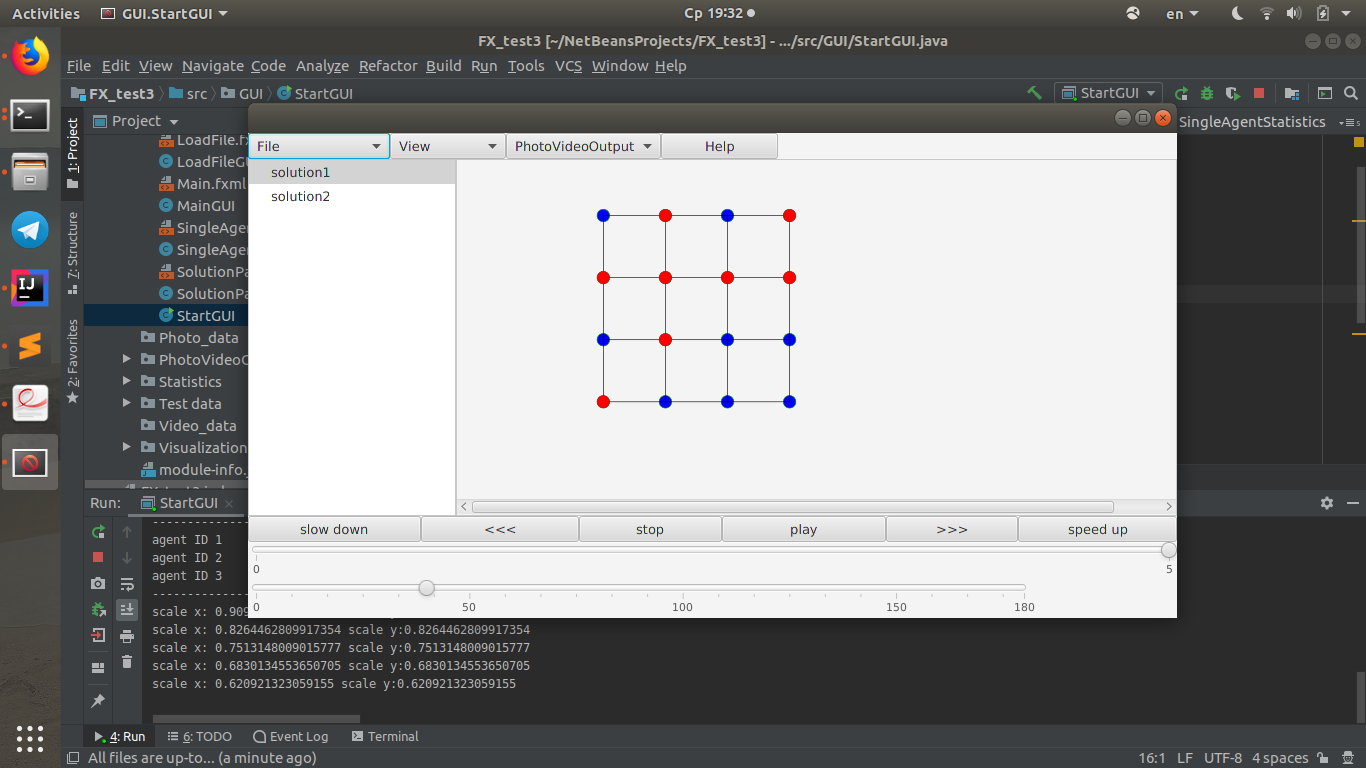 Activities GUI.StartGUI Ср 19:32 en
FX_test3 [~/NetBeansProjects/FX_test3] - .../src/GUI/StartGUI.java
File Edit View Navigate Code Analyze Refactor Build Run Tools VCS Window Help
FX_test3 src GUI StartGUI StartGUI
1: Project
7: Structure
2: Favorites
Project
SingleAgentStatistics
LoadFile.fx
LoadFileGU
Main.fxml
MainGUI
SingleAge
SingleAge
SolutionPa
SolutionPa
StartGUI
Photo_data
PhotoVideoO
Statistics
Test data
Video_data
Visualization
module-info.
File View PhotoVideoOutput Help
solution1
solution2
slow down <<< stop play >>> speed up
0 5
0 50 100 150 180
Run: StartGUI
agent ID 1
agent ID 2
agent ID 3
scale x: 0.909
scale x: 0.8264462809917354 scale y:0.8264462809917354
scale x: 0.7513148009015777 scale y:0.7513148009015777
scale x: 0.6830134553650705 scale y:0.6830134553650705
scale x: 0.620921323059155 scale y:0.620921323059155
4: Run 6: TODO Event Log Terminal
All files are up-to... (a minute ago) 16:1 LF UTF-8 4 spaces